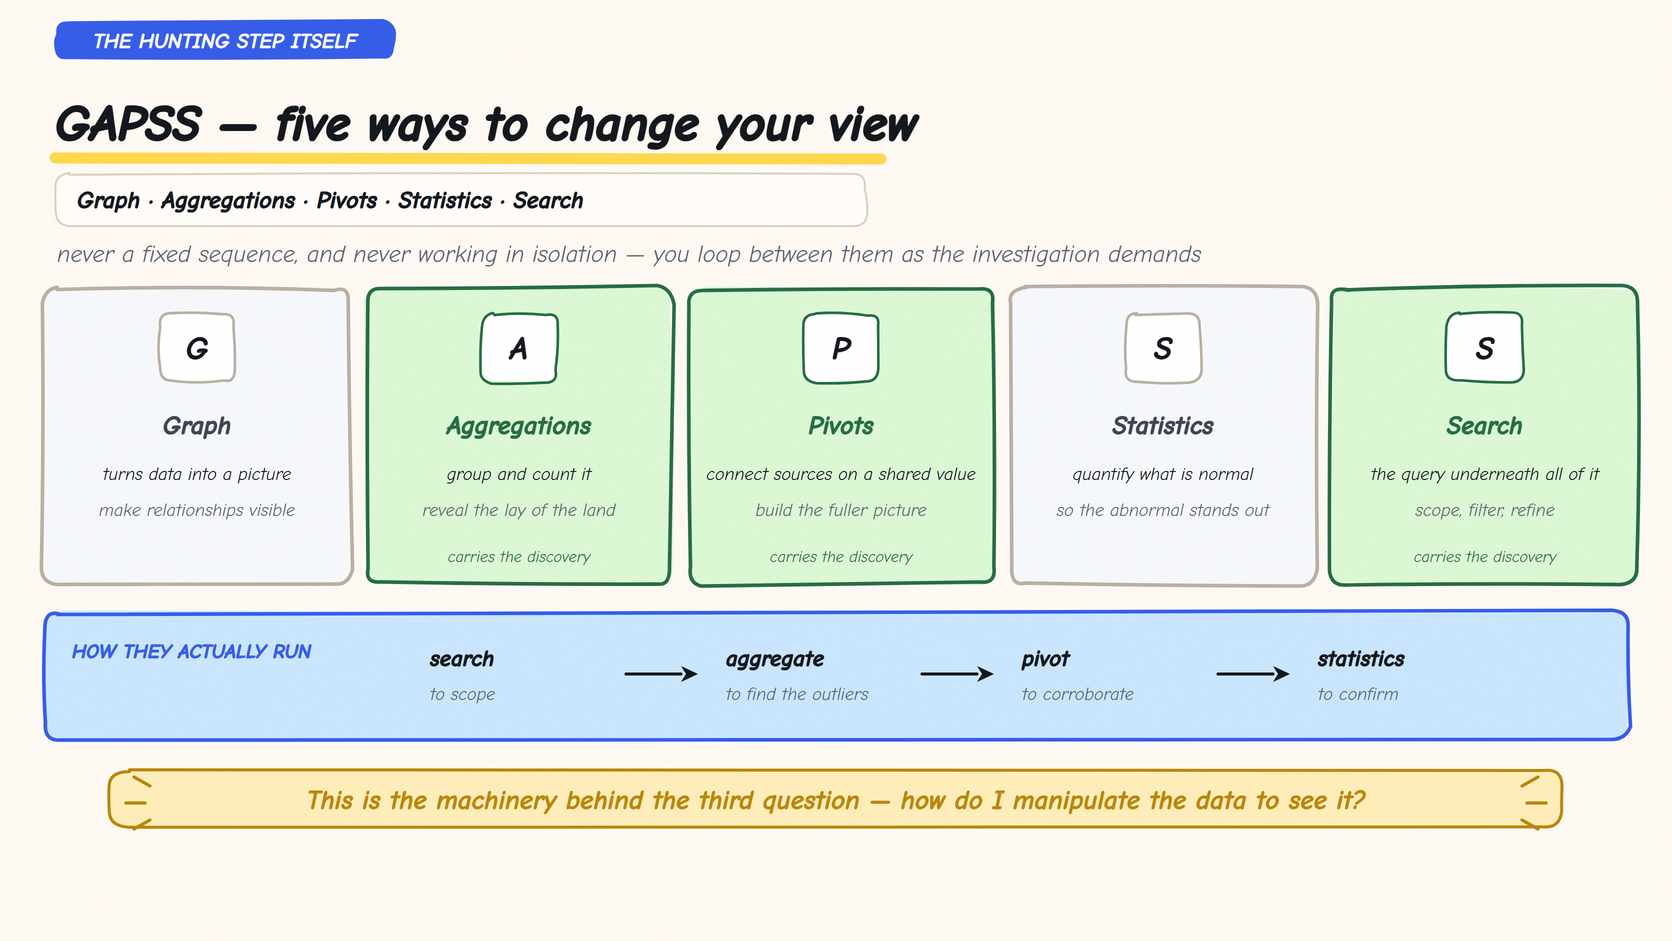 THE HUNTING STEP ITSELF
GAPSS — five ways to change your view
Graph · Aggregations · Pivots · Statistics · Search
never a fixed sequence, and never working in isolation — you loop between them as the investigation demands
G
Graph
turns data into a picture
make relationships visible
A
Aggregations
group and count it
reveal the lay of the land
carries the discovery
P
Pivots
connect sources on a shared value
build the fuller picture
carries the discovery
S
Statistics
quantify what is normal
so the abnormal stands out
S
Search
the query underneath all of it
scope, filter, refine
carries the discovery
HOW THEY ACTUALLY RUN
search
to scope
aggregate
to find the outliers
pivot
to corroborate
statistics
to confirm
This is the machinery behind the third question — how do I manipulate the data to see it?